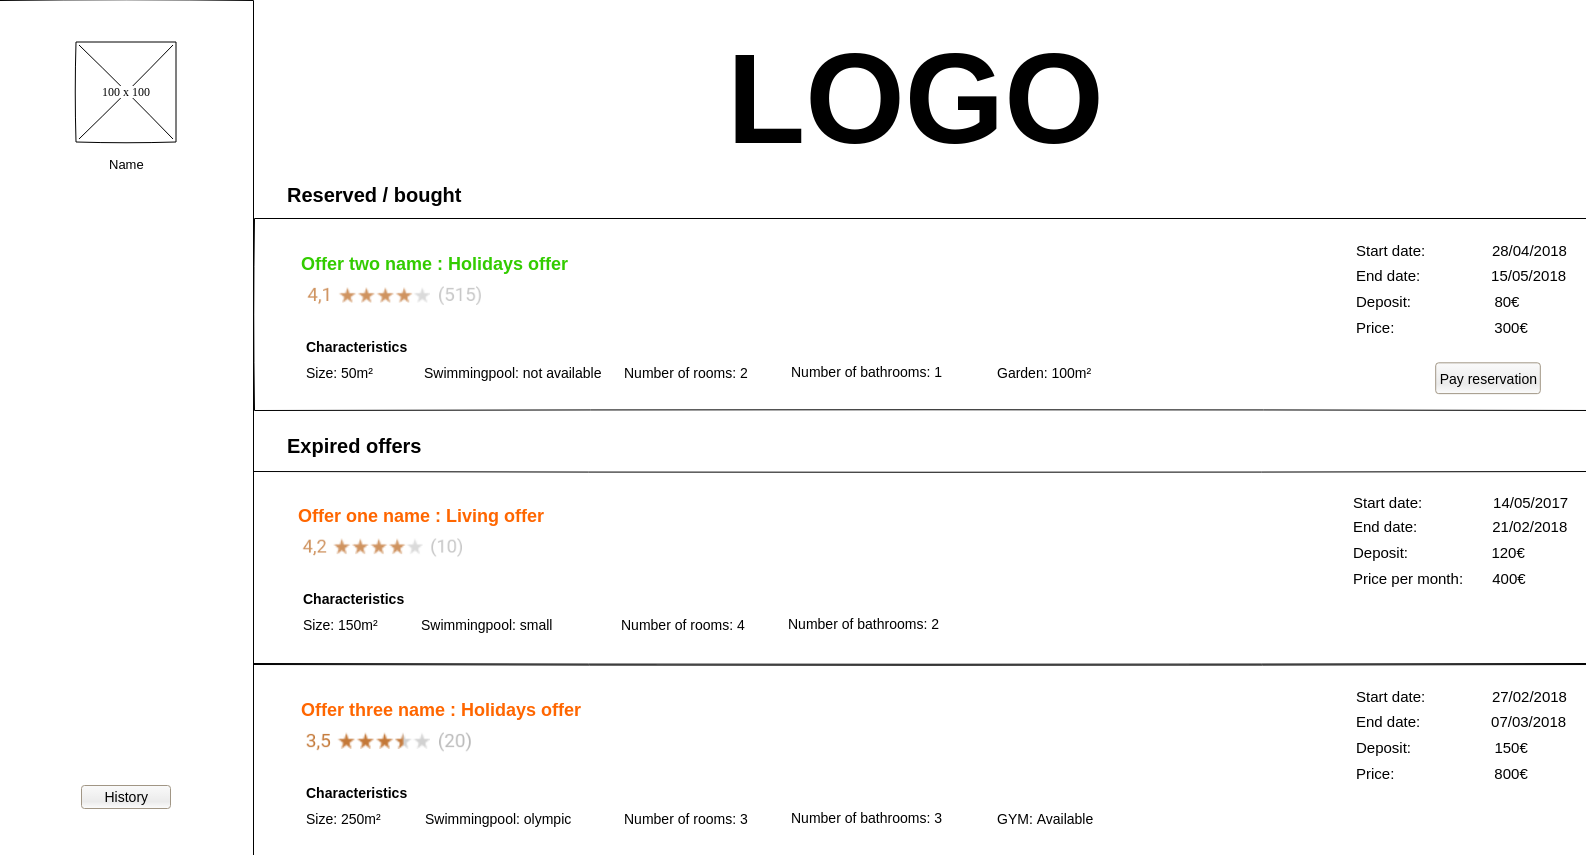 100 x 100
Name
History
LOGO
Reserved / bought
Offer two name : Holidays offer
4,1 (515)
Characteristics
Size: 50m² Swimmingpool: not available Number of rooms: 2 Number of bathrooms: 1 Garden: 100m²
Start date: 28/04/2018
End date: 15/05/2018
Deposit: 80€
Price: 300€
Pay reservation
Expired offers
Offer one name : Living offer
4,2 (10)
Characteristics
Size: 150m² Swimmingpool: small Number of rooms: 4 Number of bathrooms: 2
Start date: 14/05/2017
End date: 21/02/2018
Deposit: 120€
Price per month: 400€
Offer three name : Holidays offer
3,5 (20)
Characteristics
Size: 250m² Swimmingpool: olympic Number of rooms: 3 Number of bathrooms: 3 GYM: Available
Start date: 27/02/2018
End date: 07/03/2018
Deposit: 150€
Price: 800€